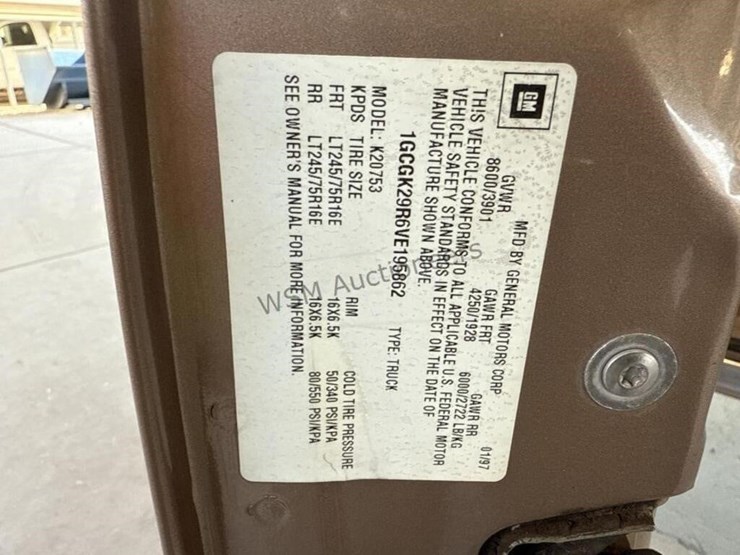 GM
MFD BY GENERAL MOTORS CORP 01/97
GVWR GAWR FRT GAWR RR
8600/3901 4250/1928 6000/2722 LB/KG
THIS VEHICLE CONFORMS TO ALL APPLICABLE U.S. FEDERAL MOTOR
VEHICLE SAFETY STANDARDS IN EFFECT ON THE DATE OF
MANUFACTURE SHOWN ABOVE.
1GCGK29R6VE195862 TYPE: TRUCK
MODEL: K20753
KPDS TIRE SIZE RIM COLD TIRE PRESSURE
FRT LT245/75R16E 16X6.5K 50/340 PSI/KPA
RR LT245/75R16E 16X6.5K 80/550 PSI/KPA
SEE OWNER'S MANUAL FOR MORE INFORMATION.
WSM